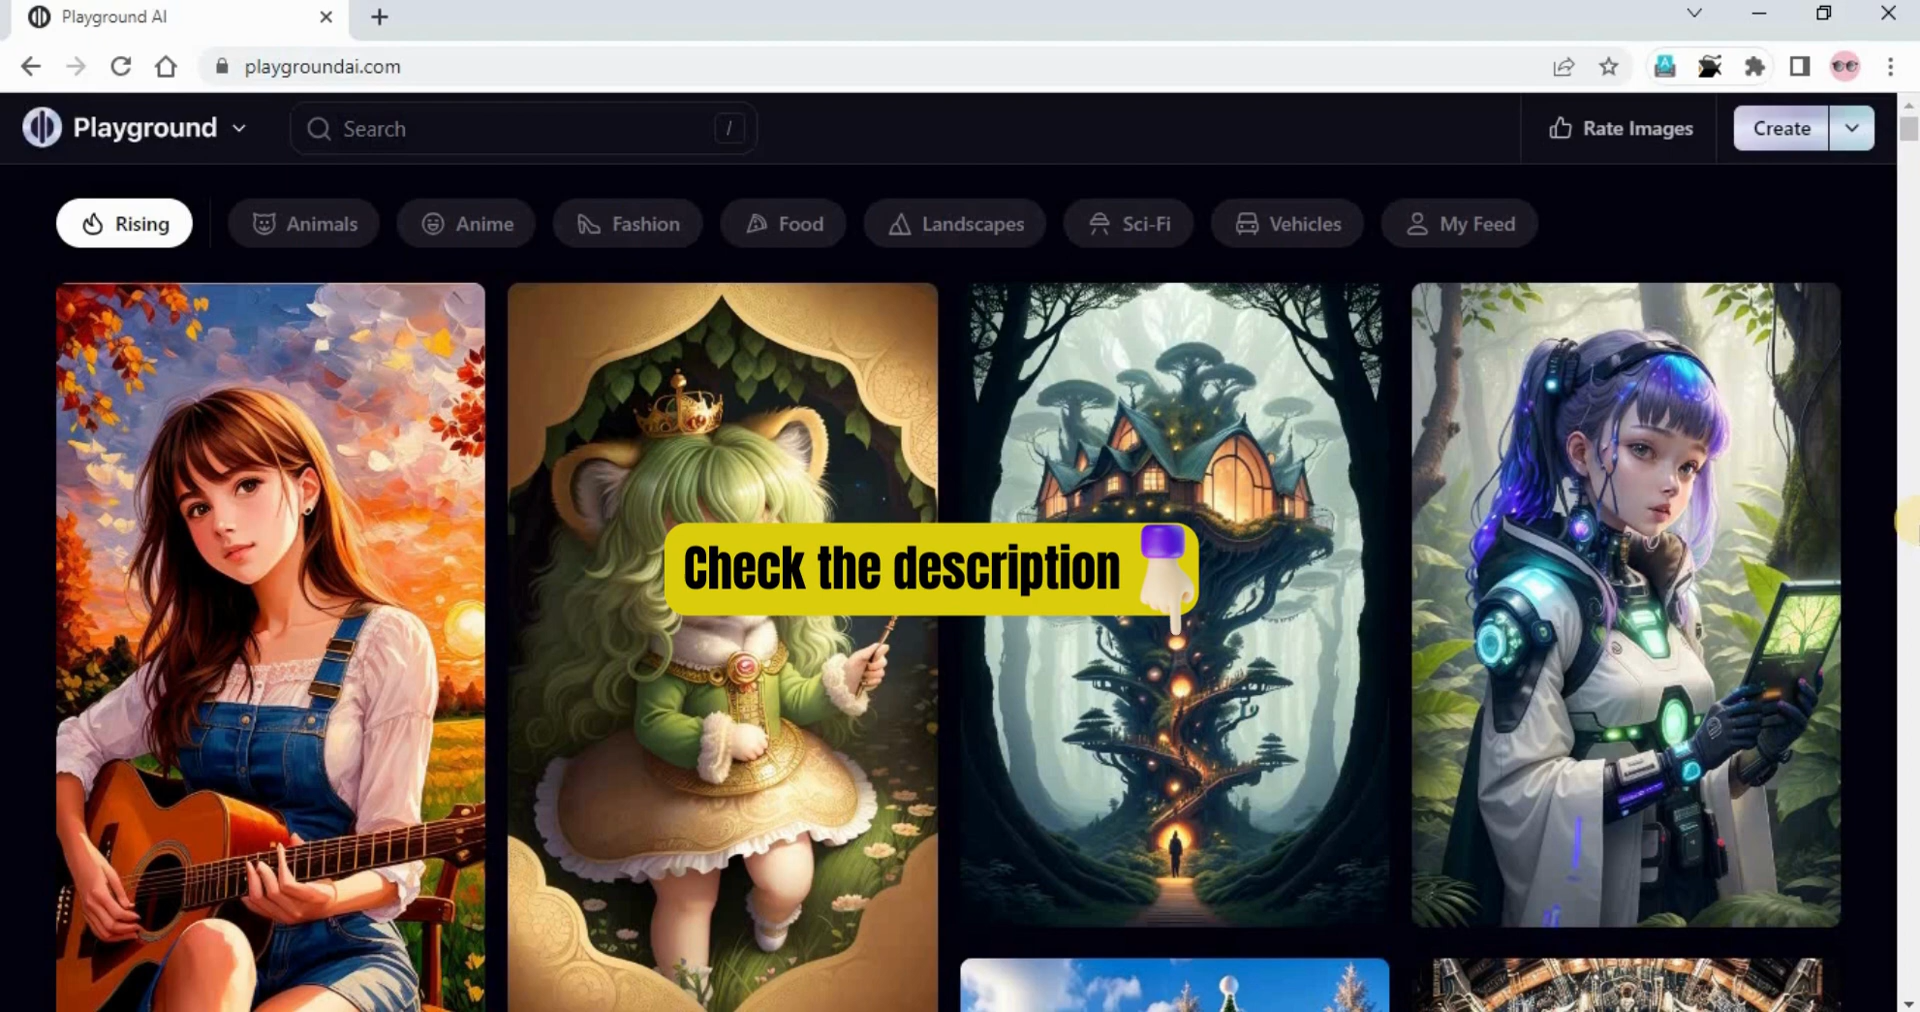 Playground AI
playgroundai.com
Playground
Search /
Rate Images
Create
Rising
Animals
Anime
Fashion
Food
Landscapes
Sci-Fi
Vehicles
My Feed
Check the description